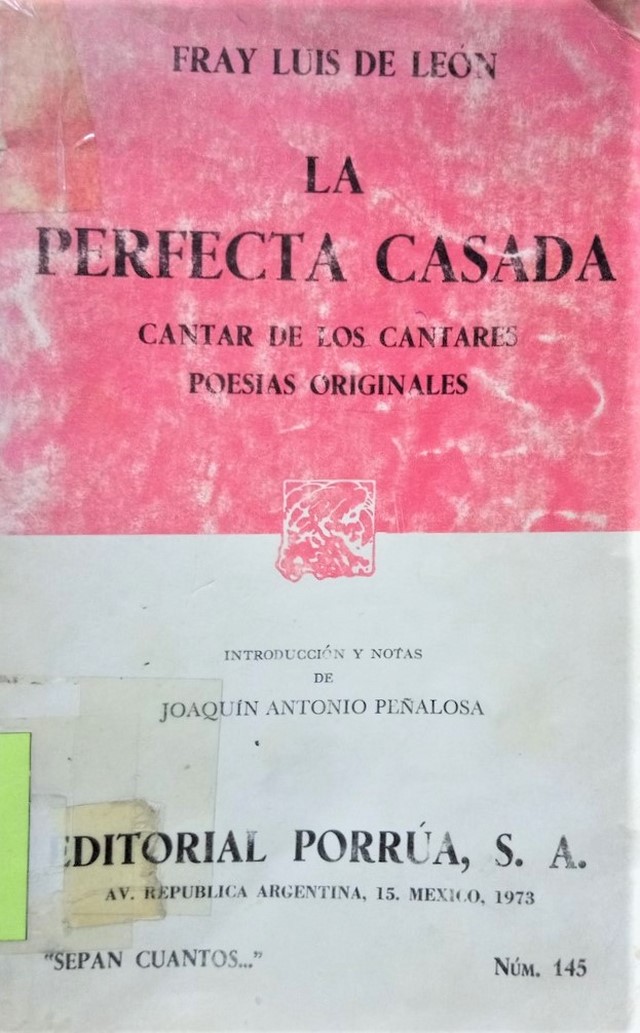 FRAY LUIS DE LEÓN
LA
PERFECTA CASADA
CANTAR DE LOS CANTARES
POESIAS ORIGINALES
INTRODUCCIÓN Y NOTAS
DE
JOAQUÍN ANTONIO PEÑALOSA
EDITORIAL PORRÚA, S. A.
AV. REPUBLICA ARGENTINA, 15. MEXICO, 1973
"SEPAN CUANTOS..."
NÚM. 145